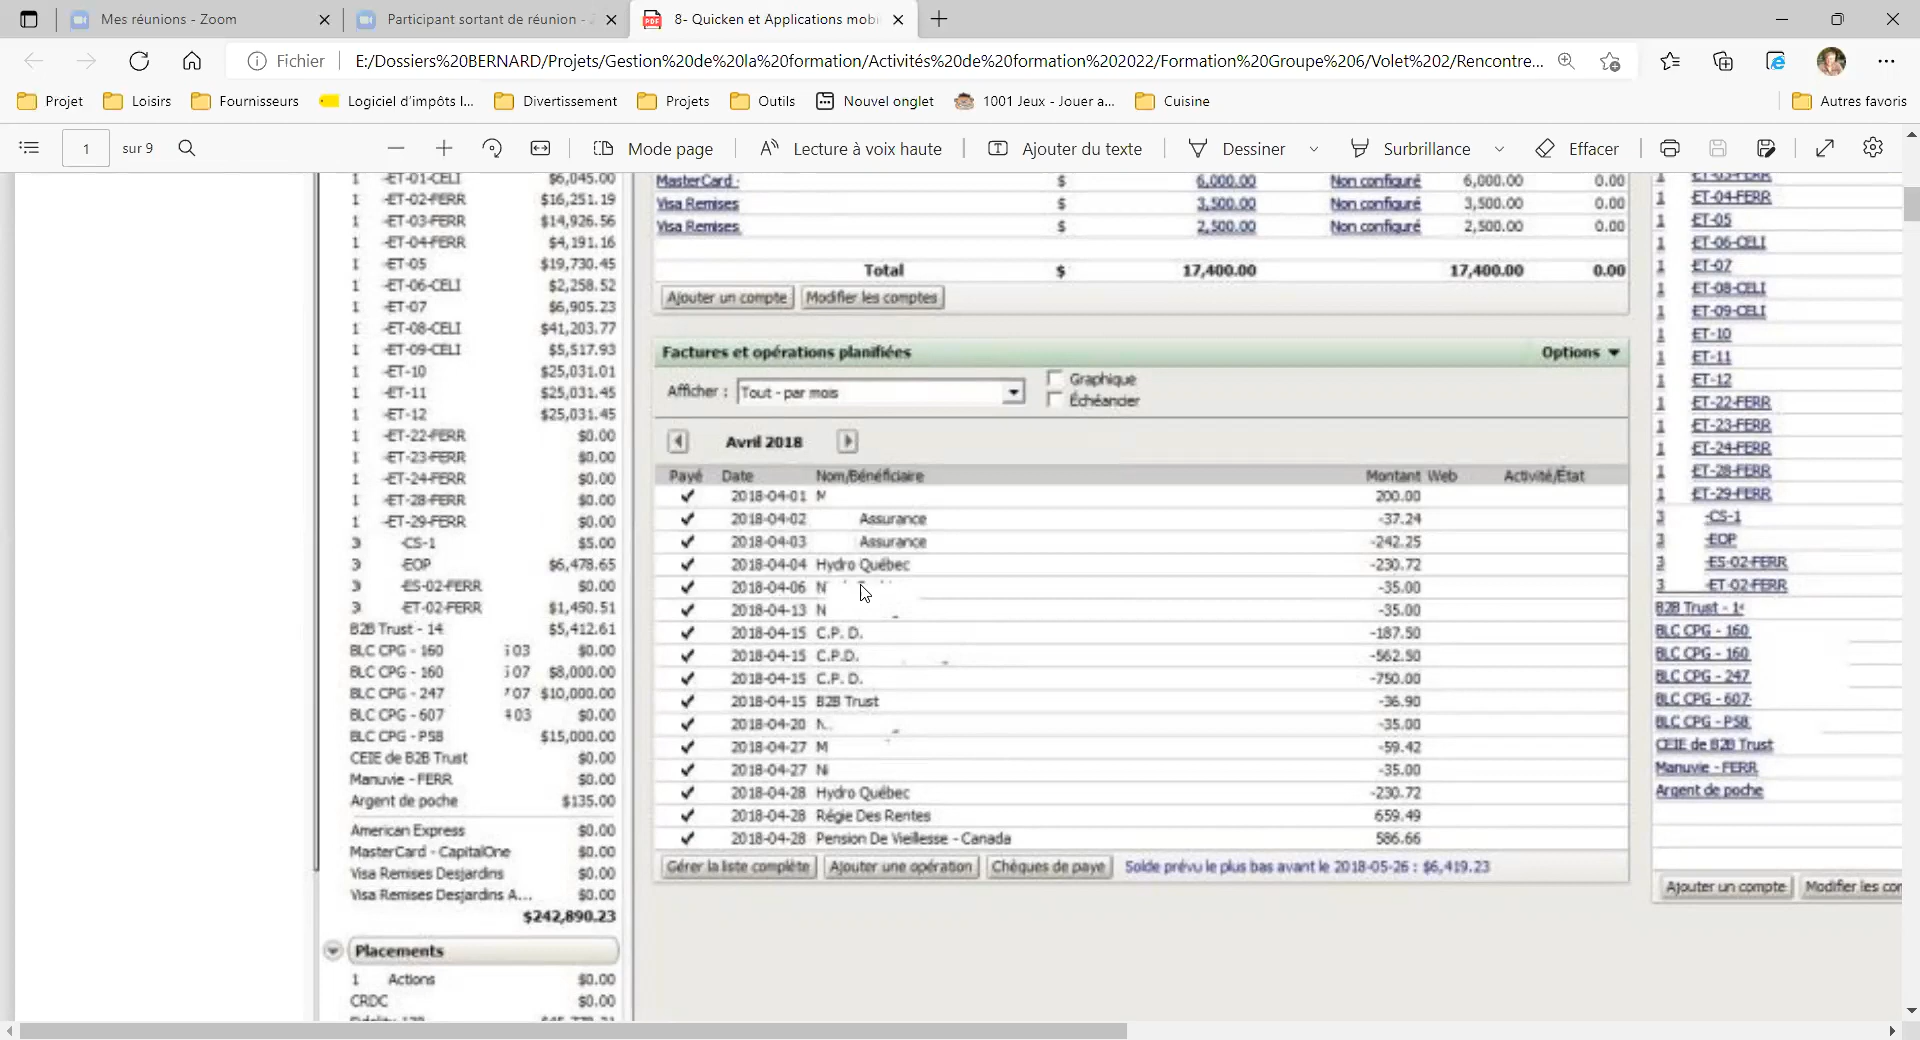 Mes réunions - Zoom
Participant sortant de réunion -
8- Quicken et Applications mobi
Fichier
E:/Dossiers%20BERNARD/Projets/Gestion%20de%20la%20formation/Activités%20de%20formation%202022/Formation%20Groupe%206/Volet%202/Rencontre...
Projet
Loisirs
Fournisseurs
Logiciel d'impôts I...
Divertissement
Projets
Outils
Nouvel onglet
1001 Jeux - Jouer a...
Cuisine
Autres favoris
1 sur 9
Mode page
Lecture à voix haute
Ajouter du texte
Dessiner
Surbrillance
Effacer
1 -ET-01-CELI $6,045.00
1 -ET-02-FERR $16,251.19
1 -ET-03-FERR $14,926.56
1 -ET-04-FERR $4,191.16
1 -ET-05 $19,730.45
1 -ET-06-CELI $2,258.52
1 -ET-07 $6,905.23
1 -ET-08-CELI $41,203.77
1 -ET-09-CELI $5,517.93
1 -ET-10 $25,031.01
1 -ET-11 $25,031.45
1 -ET-12 $25,031.45
1 -ET-22-FERR $0.00
1 -ET-23-FERR $0.00
1 -ET-24-FERR $0.00
1 -ET-28-FERR $0.00
1 -ET-29-FERR $0.00
3 -CS-1 $5.00
3 -EOP $6,478.65
3 -ES-02-FERR $0.00
3 -ET-02-FERR $1,450.51
B2B Trust - 14 $5,412.61
BLC CPG - 160 03 $0.00
BLC CPG - 160 07 $8,000.00
BLC CPG - 247 07 $10,000.00
BLC CPG - 607 03 $0.00
BLC CPG - P58 $15,000.00
CEIE de B2B Trust $0.00
Manuvie - FERR $0.00
Argent de poche $135.00
American Express $0.00
MasterCard - CapitalOne $0.00
Visa Remises Desjardins $0.00
Visa Remises Desjardins A... $0.00
$242,890.23
Placements
1 Actions $0.00
CRDC $0.00
MasterCard - $ 6,000.00 Non configuré 6,000.00 0.00
Visa Remises $ 3,500.00 Non configuré 3,500.00 0.00
Visa Remises $ 2,500.00 Non configuré 2,500.00 0.00
Total $ 17,400.00 17,400.00 0.00
Ajouter un compte Modifier les comptes
Factures et opérations planifiées Options
Afficher : Tout - par mois
Graphique
Échéancier
Avril 2018
Payé Date Nom/Bénéficiaire Montant Web Activité/État
2018-04-01 M 200.00
2018-04-02 Assurance -37.24
2018-04-03 Assurance -242.25
2018-04-04 Hydro Québec -230.72
2018-04-06 N -35.00
2018-04-13 N -35.00
2018-04-15 C.P. D. -187.50
2018-04-15 C.P.D. -562.50
2018-04-15 C.P. D. -750.00
2018-04-15 B2B Trust -36.90
2018-04-20 N -35.00
2018-04-27 M -59.42
2018-04-27 Ni -35.00
2018-04-28 Hydro Québec -230.72
2018-04-28 Régie Des Rentes 659.49
2018-04-28 Pension De Vieillesse - Canada 586.66
Gérer la liste complète Ajouter une opération Chèques de paye Solde prévu le plus bas avant le 2018-05-26 : $6,419.23
1 ET-03-FERR
1 ET-04-FERR
1 ET-05
1 ET-06-CELI
1 ET-07
1 ET-08-CELI
1 ET-09-CELI
1 ET-10
1 ET-11
1 ET-12
1 ET-22-FERR
1 ET-23-FERR
1 ET-24-FERR
1 ET-28-FERR
1 ET-29-FERR
3 -CS-1
3 -EOP
3 -ES-02-FERR
3 -ET-02-FERR
B2B Trust - 14
BLC CPG - 160
BLC CPG - 160
BLC CPG - 247
BLC CPG - 607
BLC CPG - P58
CEIE de B2B Trust
Manuvie - FERR
Argent de poche
Ajouter un compte Modifier les con